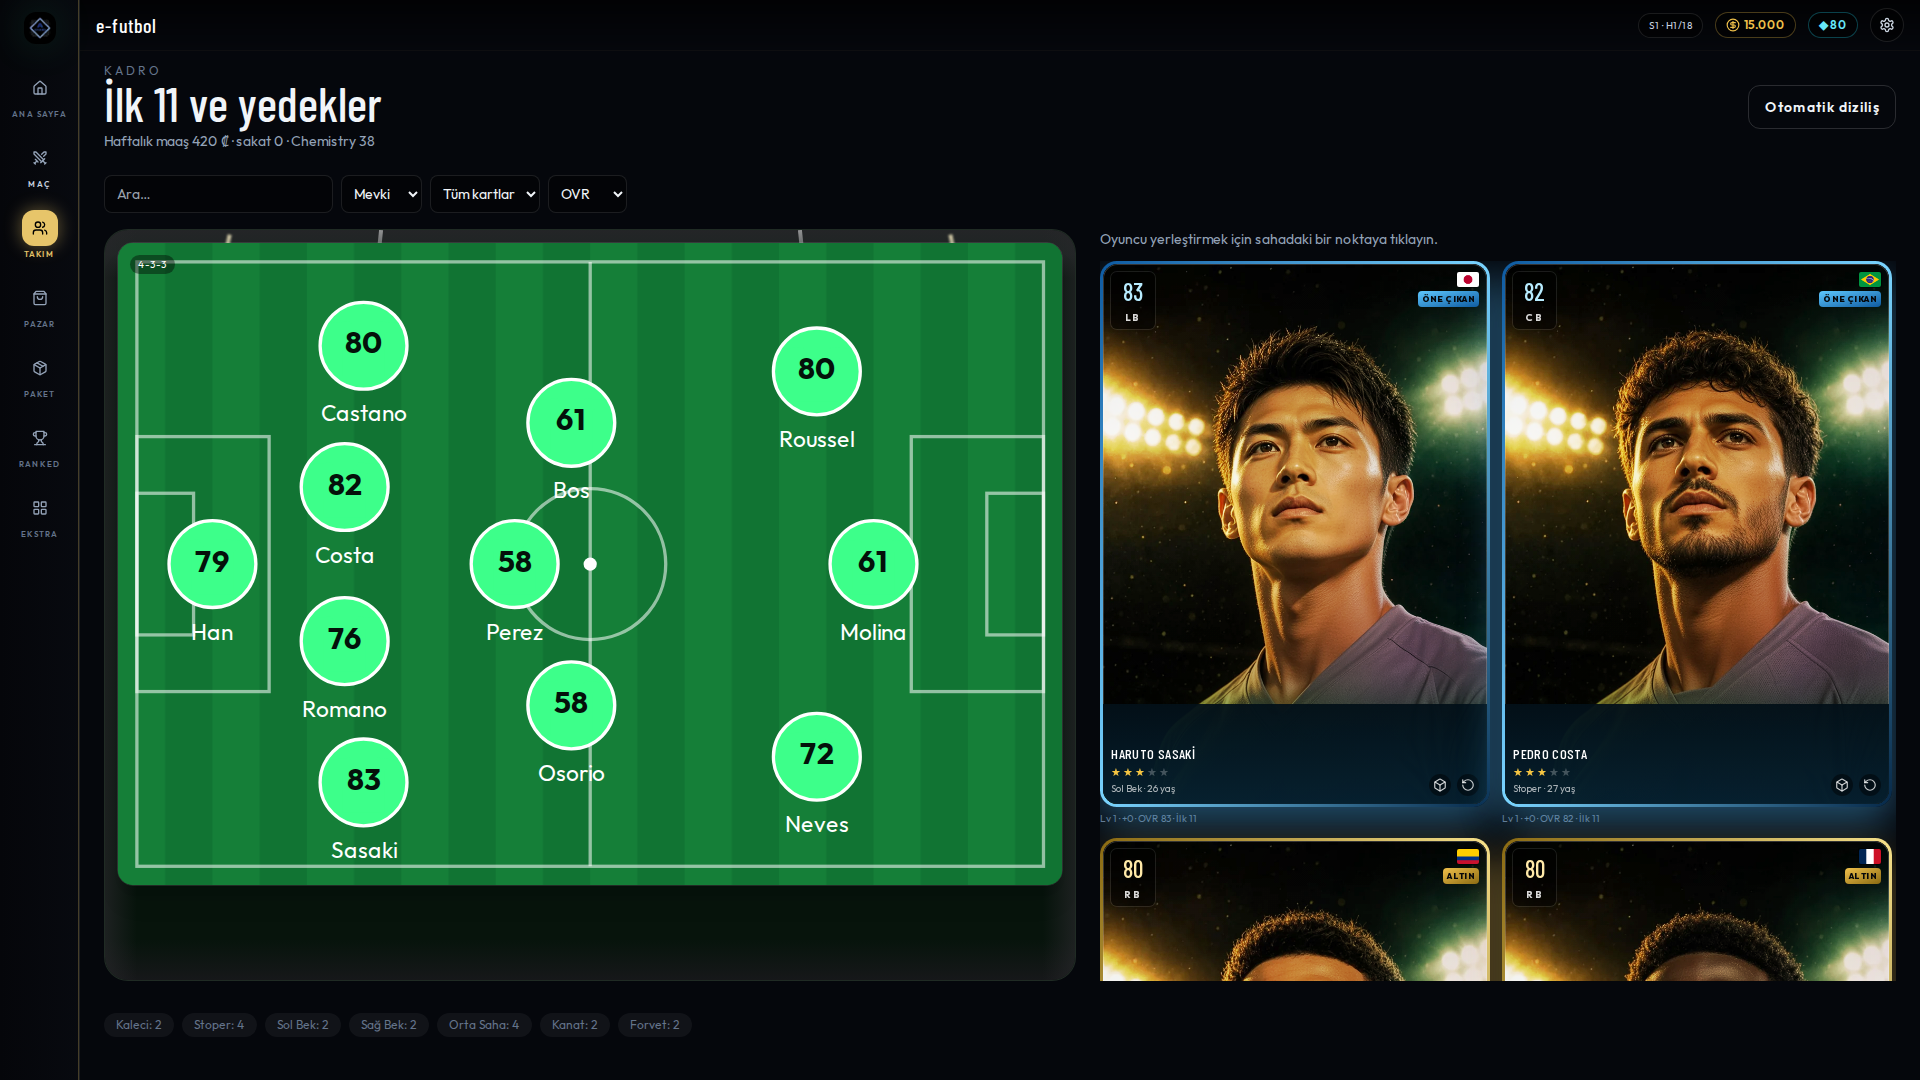 e-futbol
S1 · H1/18
15.000
80
ANA SAYFA
MAÇ
TAKIM
PAZAR
PAKET
RANKED
EKSTRA
KADRO
İlk 11 ve yedekler
Haftalık maaş 420 ₡ · sakat 0 · Chemistry 38
Otomatik diziliş
Ara...
Mevki
Tüm kartlar
OVR
4-3-3
80
Castano
82
Costa
79
Han
76
Romano
83
Sasaki
61
Bos
58
Perez
58
Osorio
80
Roussel
61
Molina
72
Neves
Oyuncu yerleştirmek için sahadaki bir noktaya tıklayın.
83
LB
ÖNE ÇIKAN
HARUTO SASAKİ
★★★★★
Sol Bek · 26 yaş
Lv 1 · +0 · OVR 83 · İlk 11
82
CB
ÖNE ÇIKAN
PEDRO COSTA
★★★★★
Stoper · 27 yaş
Lv 1 · +0 · OVR 82 · İlk 11
80
RB
ALTIN
80
RB
ALTIN
Kaleci: 2
Stoper: 4
Sol Bek: 2
Sağ Bek: 2
Orta Saha: 4
Kanat: 2
Forvet: 2